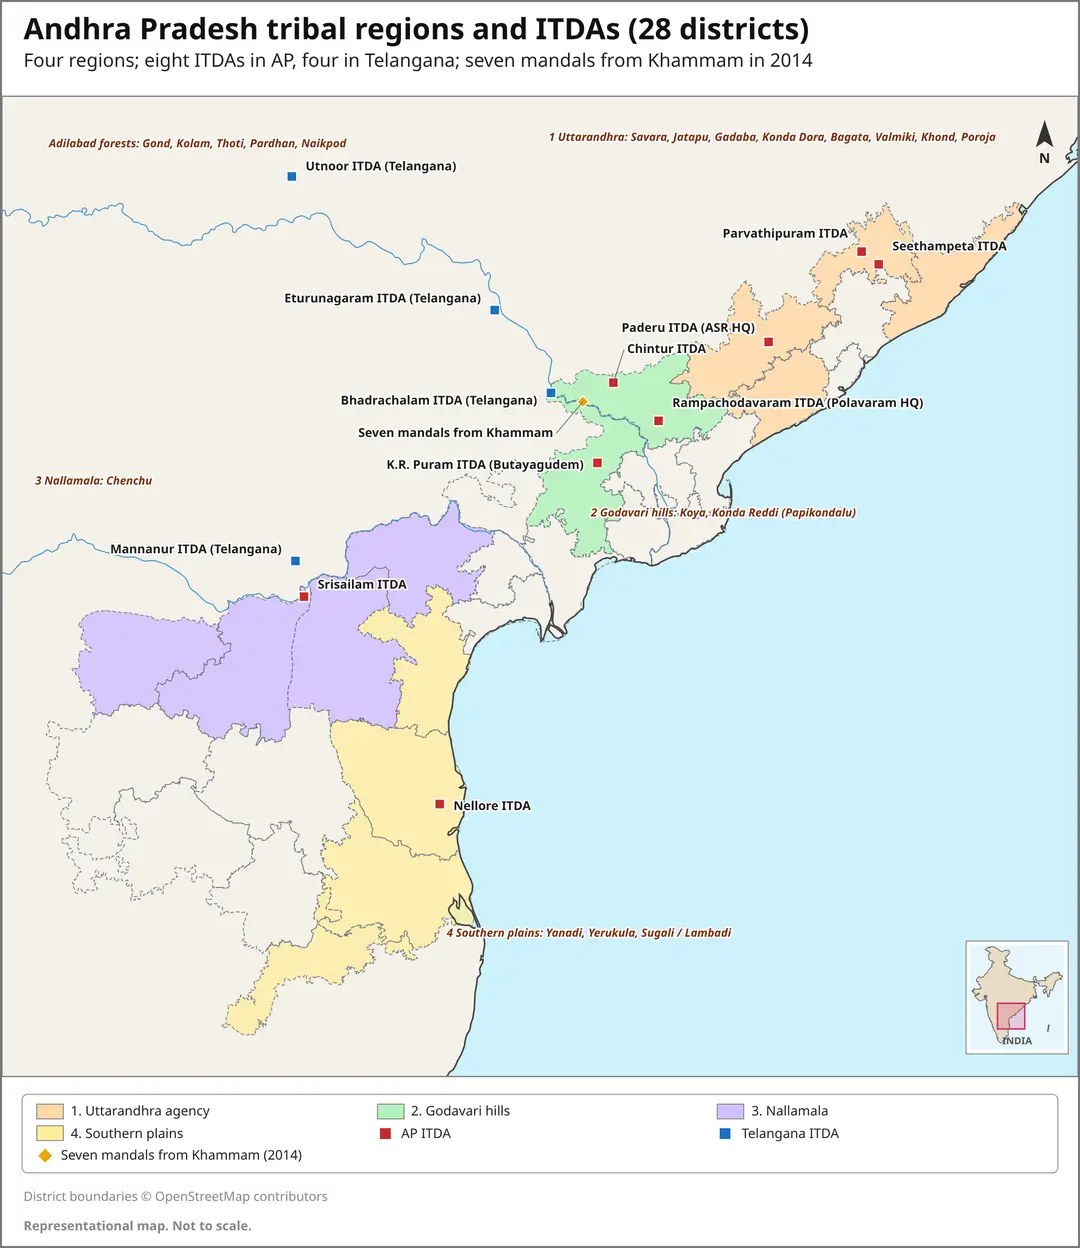 Andhra Pradesh tribal regions and ITDAs (28 districts)
Four regions; eight ITDAs in AP, four in Telangana; seven mandals from Khammam in 2014
1 Uttarandhra: Savara, Jatapu, Gadaba, Konda Dora, Bagata, Valmiki, Khond, Poroja
Adilabad forests: Gond, Kolam, Thoti, Pardhan, Naikpod
N
Utnoor ITDA (Telangana)
Parvathipuram ITDA
Seethampeta ITDA
Eturunagaram ITDA (Telangana)
Paderu ITDA (ASR HQ)
Chintur ITDA
Bhadrachalam ITDA (Telangana)
Rampachodavaram ITDA (Polavaram HQ)
Seven mandals from Khammam
K.R. Puram ITDA (Butayagudem)
3 Nallamala: Chenchu
2 Godavari hills: Koya, Konda Reddi (Papikondalu)
Mannanur ITDA (Telangana)
Srisailam ITDA
Nellore ITDA
4 Southern plains: Yanadi, Yerukula, Sugali / Lambadi
INDIA
1. Uttarandhra agency
2. Godavari hills
3. Nallamala
4. Southern plains
AP ITDA
Telangana ITDA
Seven mandals from Khammam (2014)
District boundaries © OpenStreetMap contributors
Representational map. Not to scale.